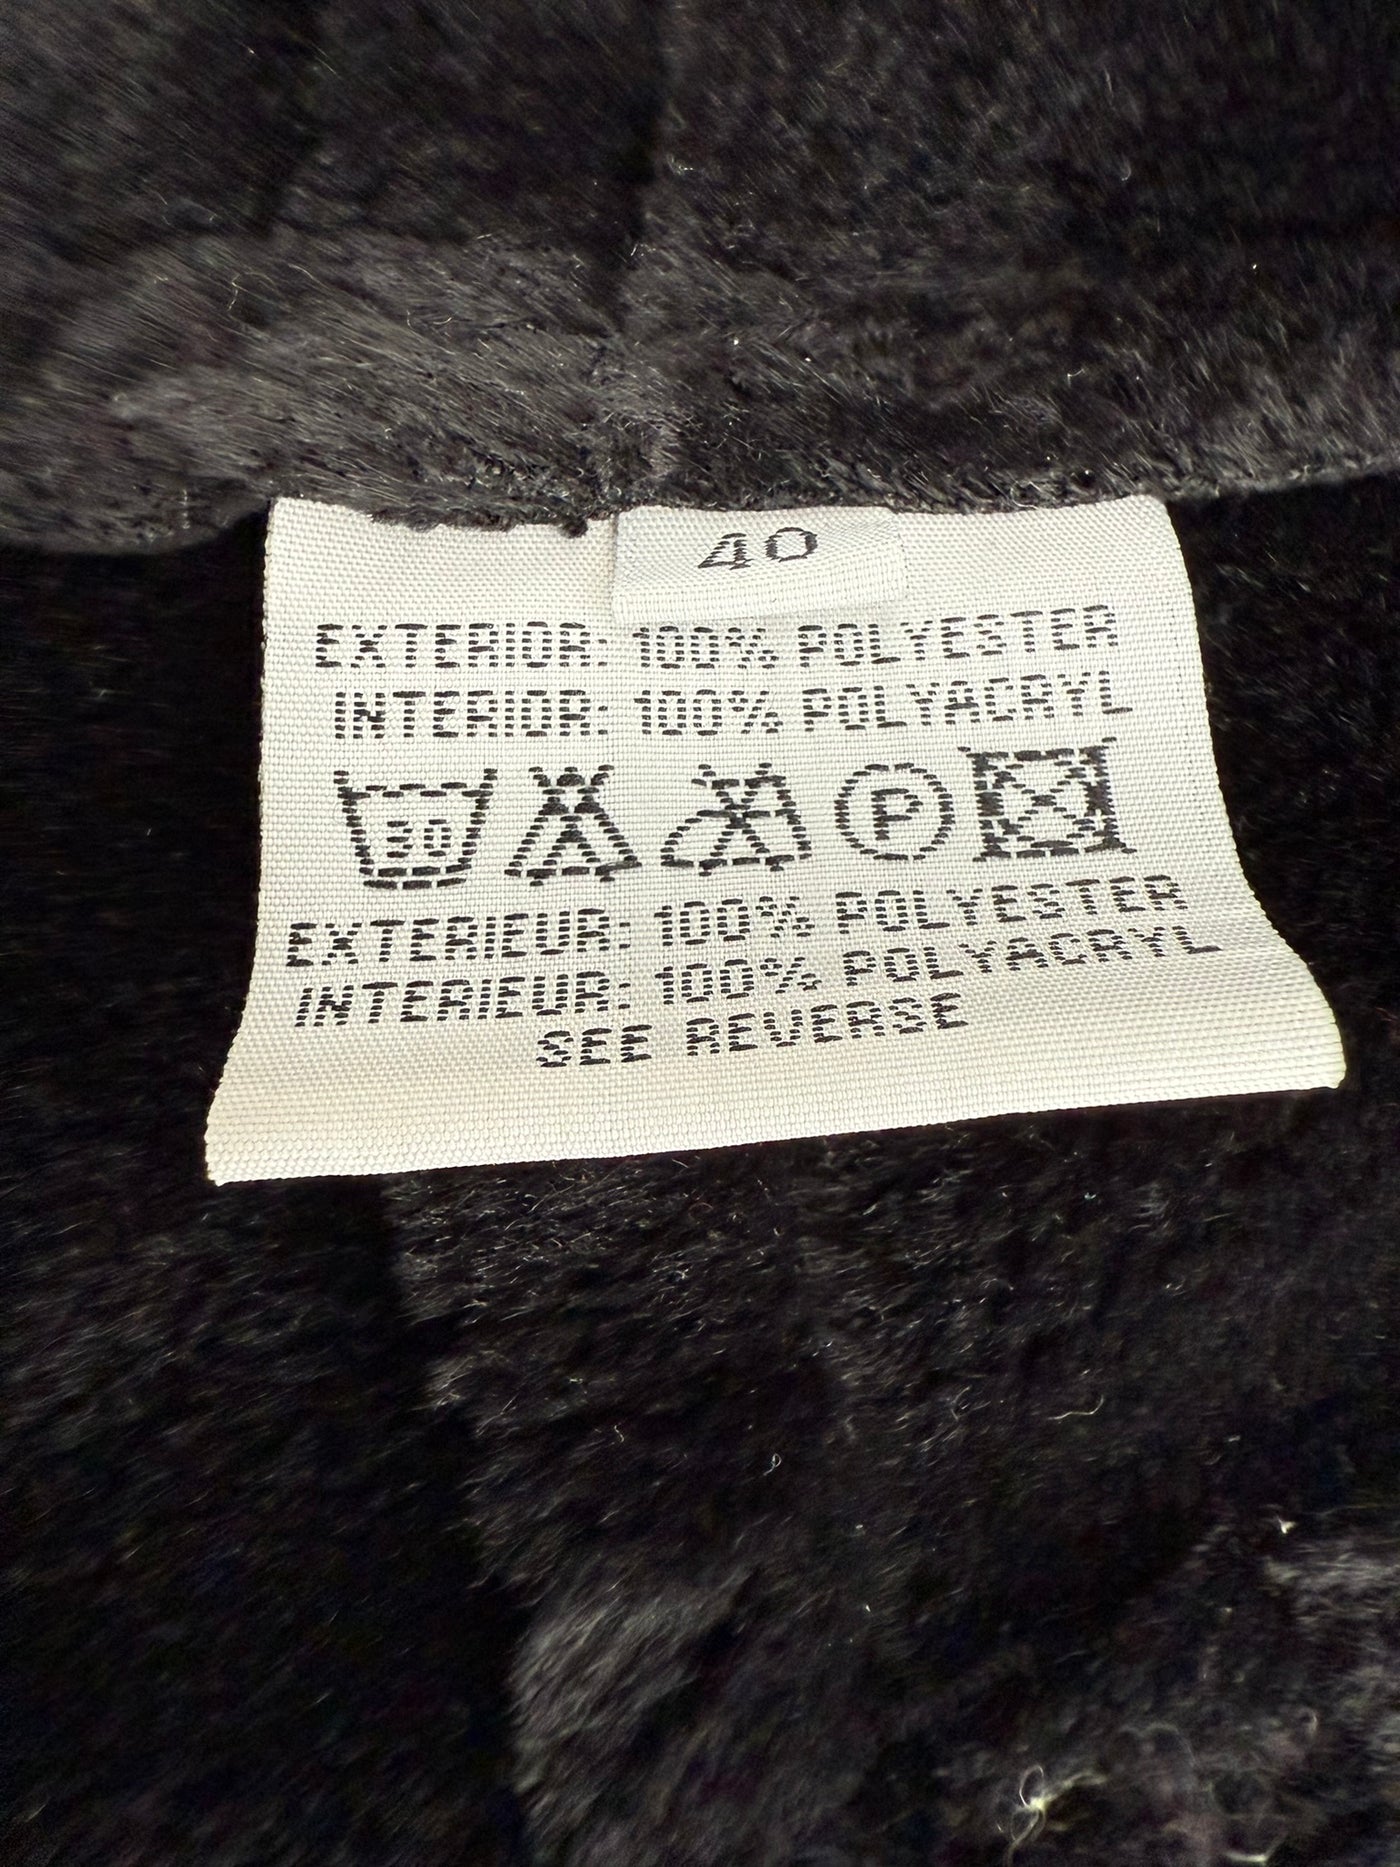 40
EXTERIOR: 100% POLYESTER
INTERIOR: 100% POLYACRYL
30 P
EXTERIEUR: 100% POLYESTER
INTERIEUR: 100% POLYACRYL
SEE REVERSE